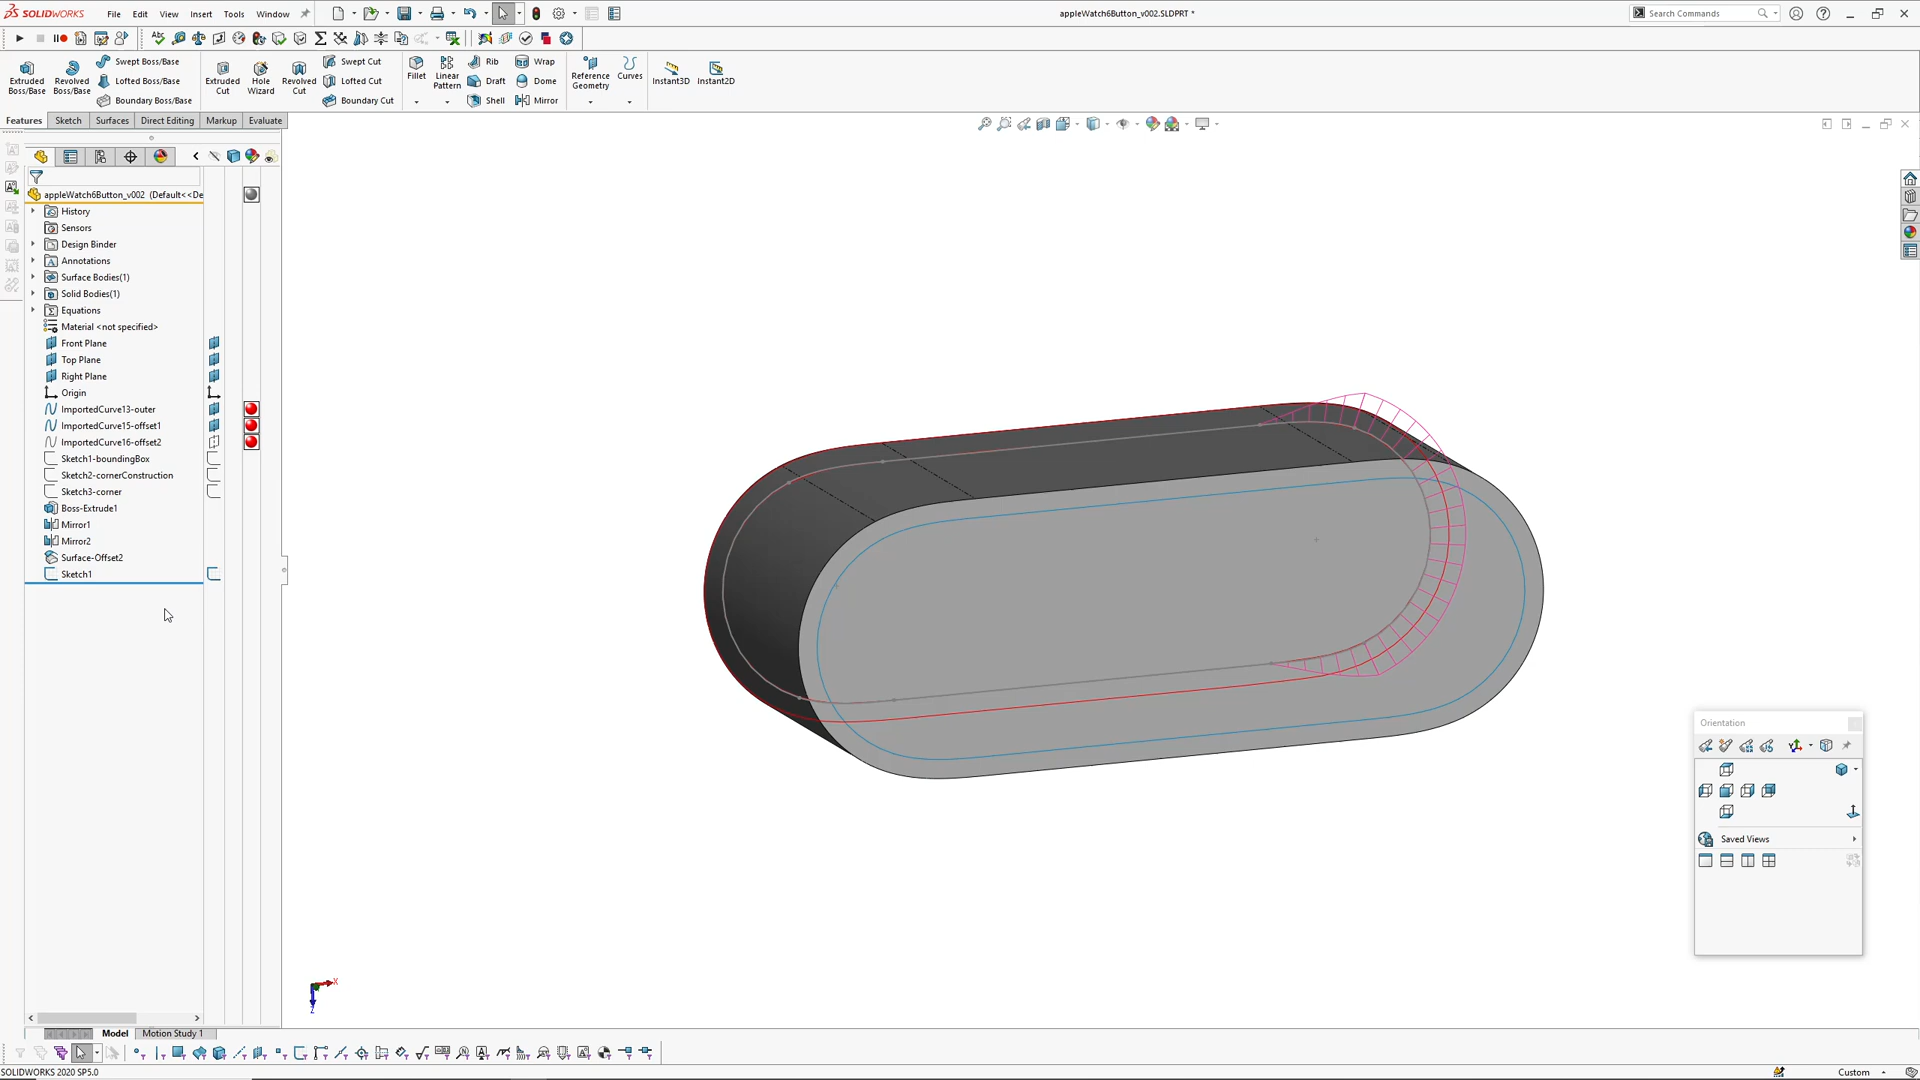 SOLIDWORKS
File Edit View Insert Tools Window
appleWatch6Button_v002.SLDPRT *
Search Commands
Extruded Boss/Base
Revolved Boss/Base
Swept Boss/Base
Lofted Boss/Base
Boundary Boss/Base
Extruded Cut
Hole Wizard
Revolved Cut
Swept Cut
Lofted Cut
Boundary Cut
Fillet
Linear Pattern
Rib
Draft
Shell
Wrap
Dome
Mirror
Reference Geometry
Curves
Instant3D
Instant2D
Features Sketch Surfaces Direct Editing Markup Evaluate
appleWatch6Button_v002 (Default<<De
History
Sensors
Design Binder
Annotations
Surface Bodies(1)
Solid Bodies(1)
Equations
Material <not specified>
Front Plane
Top Plane
Right Plane
Origin
ImportedCurve13-outer
ImportedCurve15-offset1
ImportedCurve16-offset2
Sketch1-boundingBox
Sketch2-cornerConstruction
Sketch3-corner
Boss-Extrude1
Mirror1
Mirror2
Surface-Offset2
Sketch1
Orientation
Saved Views
X
Z
Model Motion Study 1
SOLIDWORKS 2020 SP5.0
Custom